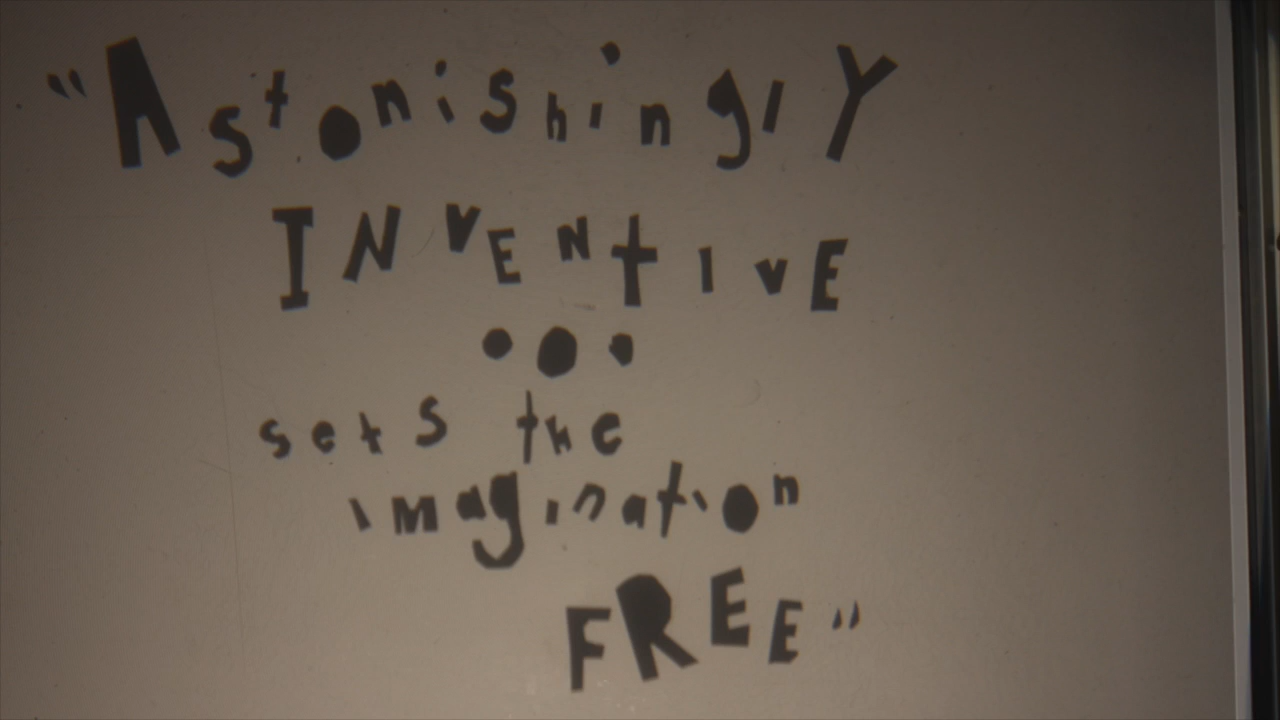 "AstonishinglY
INVENtIvE
...
sets the
imagination
FREE"